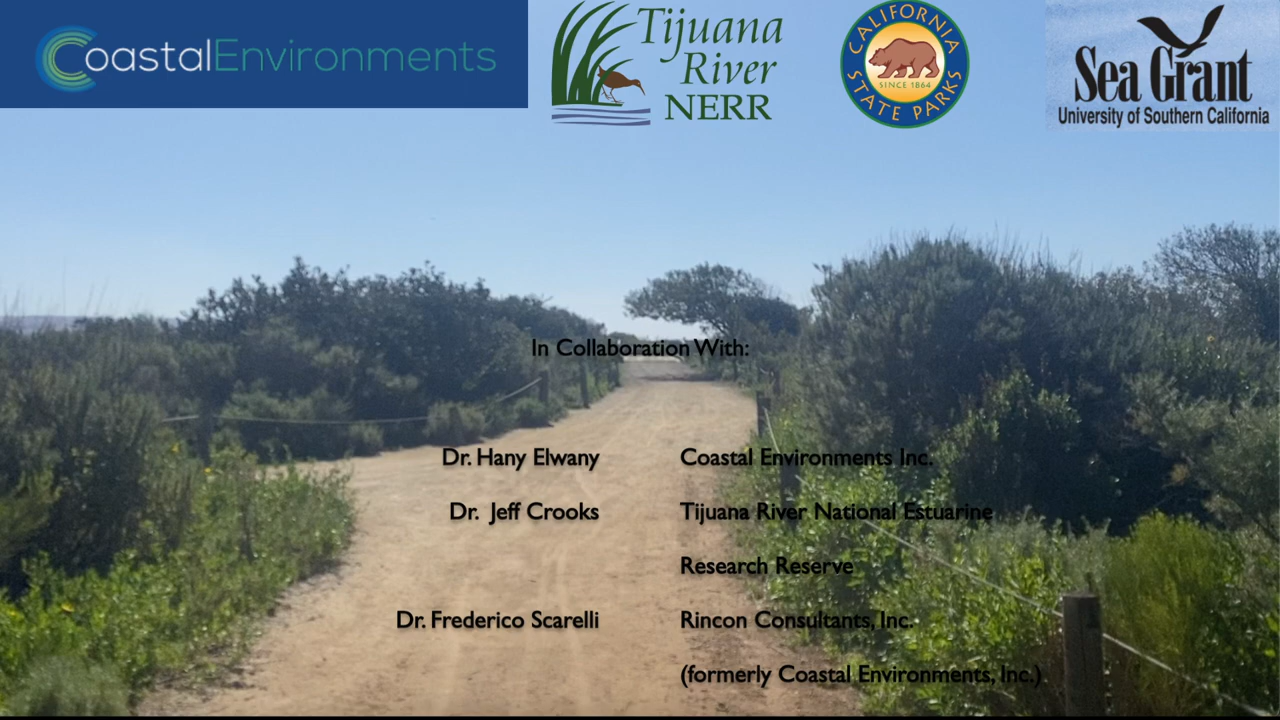 CoastalEnvironments
Tijuana
River
NERR
CALIFORNIA
SINCE 1864
STATE PARKS
Sea Grant
University of Southern California
In Collaboration With:
Dr. Hany Elwany Coastal Environments Inc.
Dr. Jeff Crooks Tijuana River National Estuarine
Research Reserve
Dr. Frederico Scarelli Rincon Consultants, Inc.
(formerly Coastal Environments, Inc.)